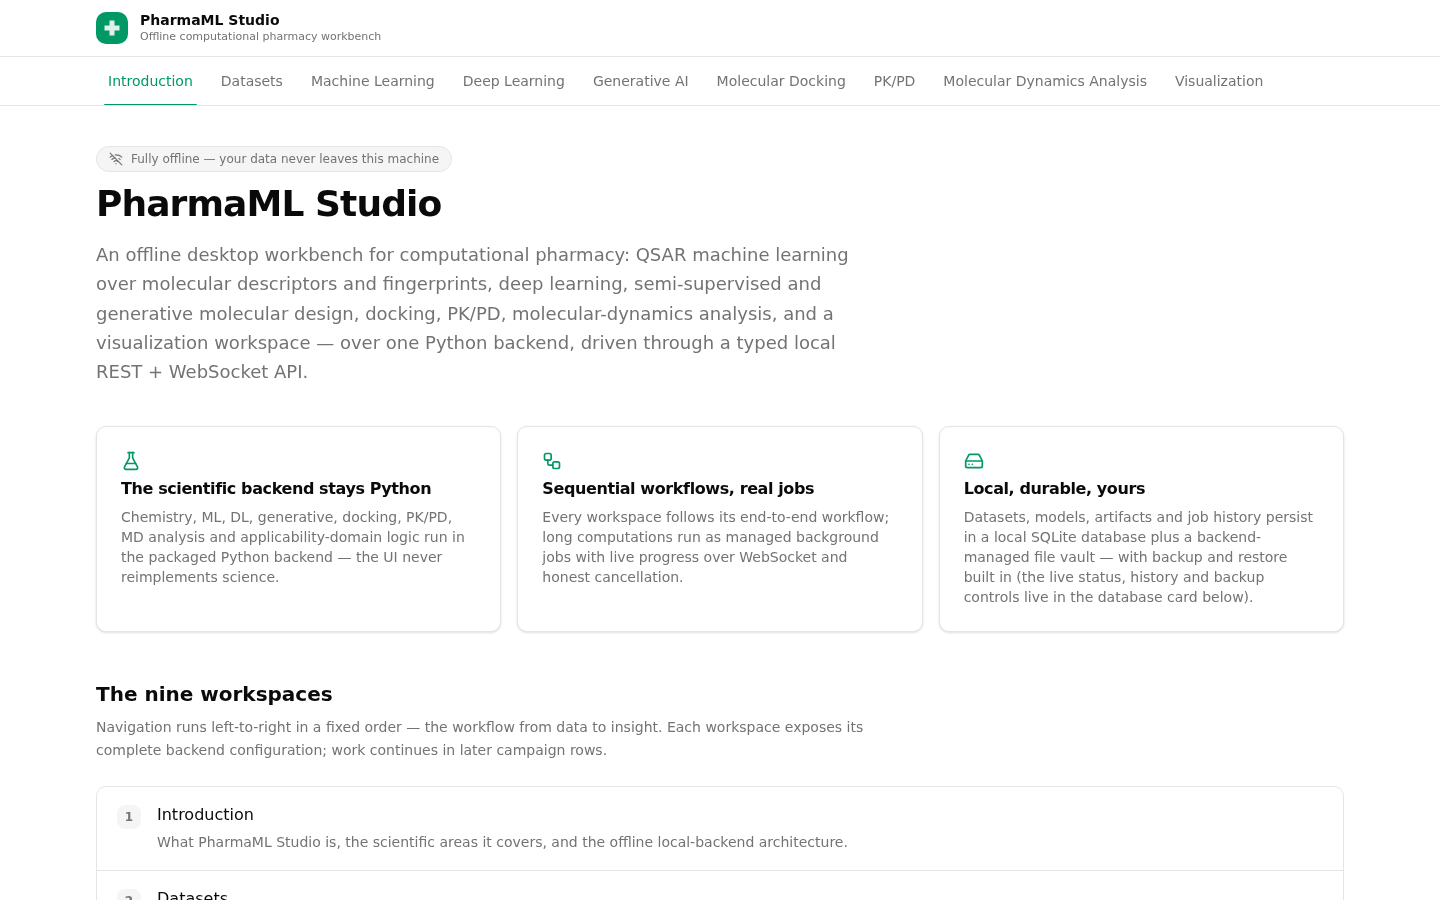 PharmaML Studio
Offline computational pharmacy workbench
Introduction
Datasets
Machine Learning
Deep Learning
Generative AI
Molecular Docking
PK/PD
Molecular Dynamics Analysis
Visualization
Fully offline — your data never leaves this machine
PharmaML Studio
An offline desktop workbench for computational pharmacy: QSAR machine learning
over molecular descriptors and fingerprints, deep learning, semi-supervised and
generative molecular design, docking, PK/PD, molecular-dynamics analysis, and a
visualization workspace — over one Python backend, driven through a typed local
REST + WebSocket API.
The scientific backend stays Python
Chemistry, ML, DL, generative, docking, PK/PD,
MD analysis and applicability-domain logic run in
the packaged Python backend — the UI never
reimplements science.
Sequential workflows, real jobs
Every workspace follows its end-to-end workflow;
long computations run as managed background
jobs with live progress over WebSocket and
honest cancellation.
Local, durable, yours
Datasets, models, artifacts and job history persist
in a local SQLite database plus a backend-
managed file vault — with backup and restore
built in (the live status, history and backup
controls live in the database card below).
The nine workspaces
Navigation runs left-to-right in a fixed order — the workflow from data to insight. Each workspace exposes its
complete backend configuration; work continues in later campaign rows.
1
Introduction
What PharmaML Studio is, the scientific areas it covers, and the offline local-backend architecture.
2
Datasets